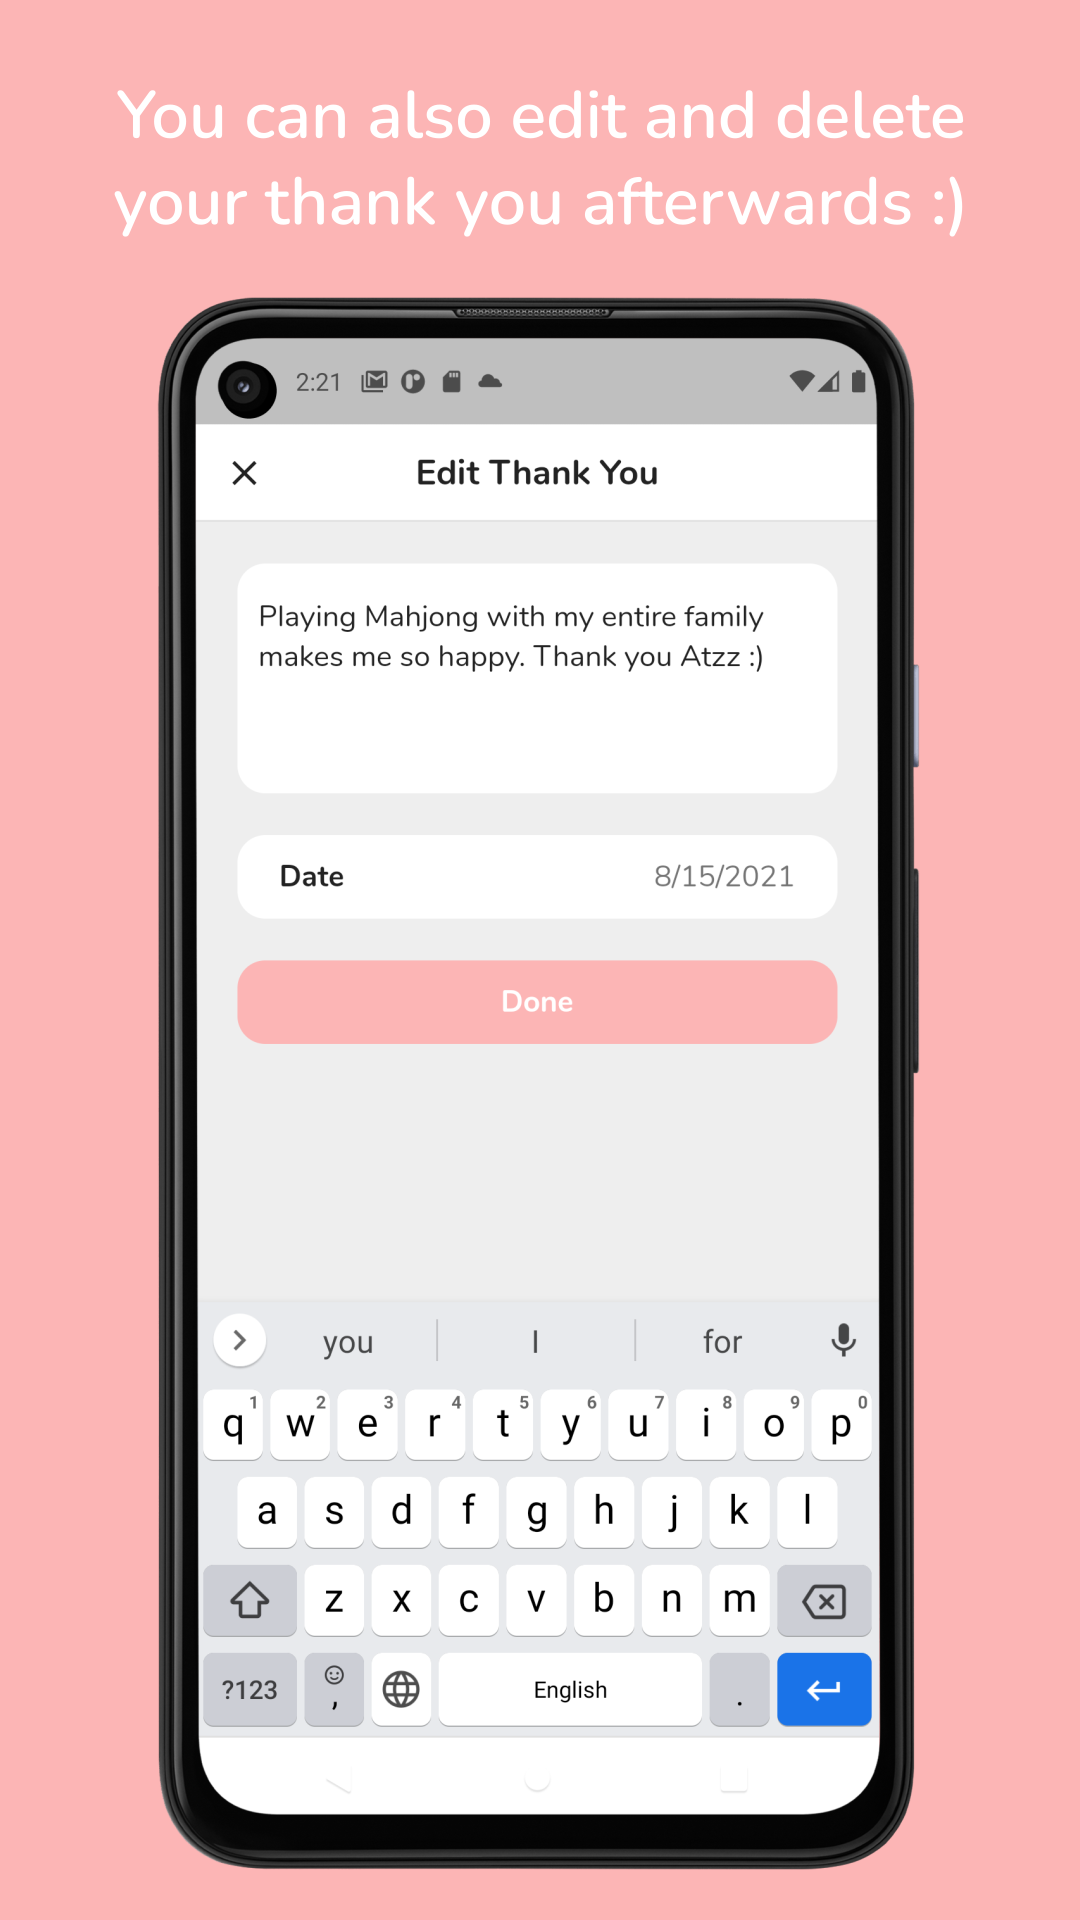 You can also edit and delete
your thank you afterwards :)
2:21
Edit Thank You
Playing Mahjong with my entire family
makes me so happy. Thank you Atzz :)
Date 8/15/2021
Done
you I for
q1 w2 e3 r4 t5 y6 u7 i8 o9 p0
a s d f g h j k l
z x c v b n m
?123 , English .